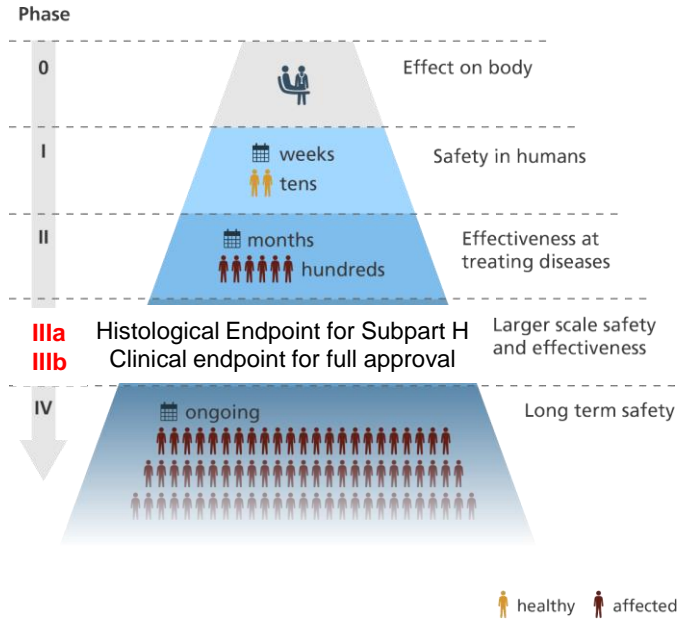 Phase
0
Effect on body
I
weeks
tens
Safety in humans
II
months
hundreds
Effectiveness at
treating diseases
IIIa
IIIb
Histological Endpoint for Subpart H
Clinical endpoint for full approval
Larger scale safety
and effectiveness
IV
ongoing
Long term safety
healthy
affected